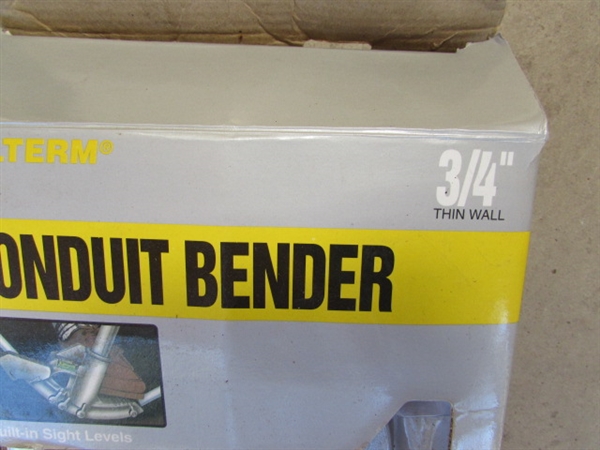 LTERM®
3/4"
THIN WALL
ONDUIT BENDER
uilt-in Sight Levels